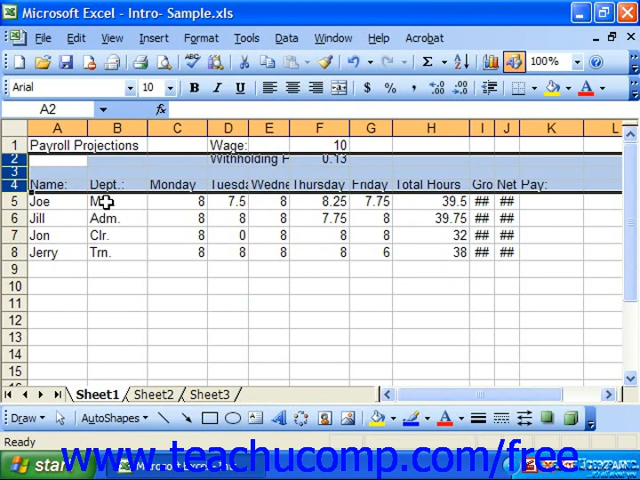 Microsoft Excel - Intro- Sample.xls
File Edit View Insert Format Tools Data Window Help Acrobat
100%
Arial 10 B I U $ % ,
A2 fx
A B C D E F G H I J K L
1 Payroll Projections Wage: 10
2 Withholding P 0.13
3
4 Name: Dept.: Monday Tuesda Wedne Thursday Friday Total Hours Gro Net Pay:
5 Joe 8 7.5 8 8.25 7.75 39.5 ## ##
6 Jill Adm. 8 8 8 7.75 8 39.75 ## ##
7 Jon Clr. 8 0 8 8 8 32 ## ##
8 Jerry Trn. 8 8 8 8 6 38 ## ##
9
10
11
12
13
14
15
Sheet1 Sheet2 Sheet3
Draw AutoShapes
Ready
start Microsoft Excel
www.teachucomp.com/free